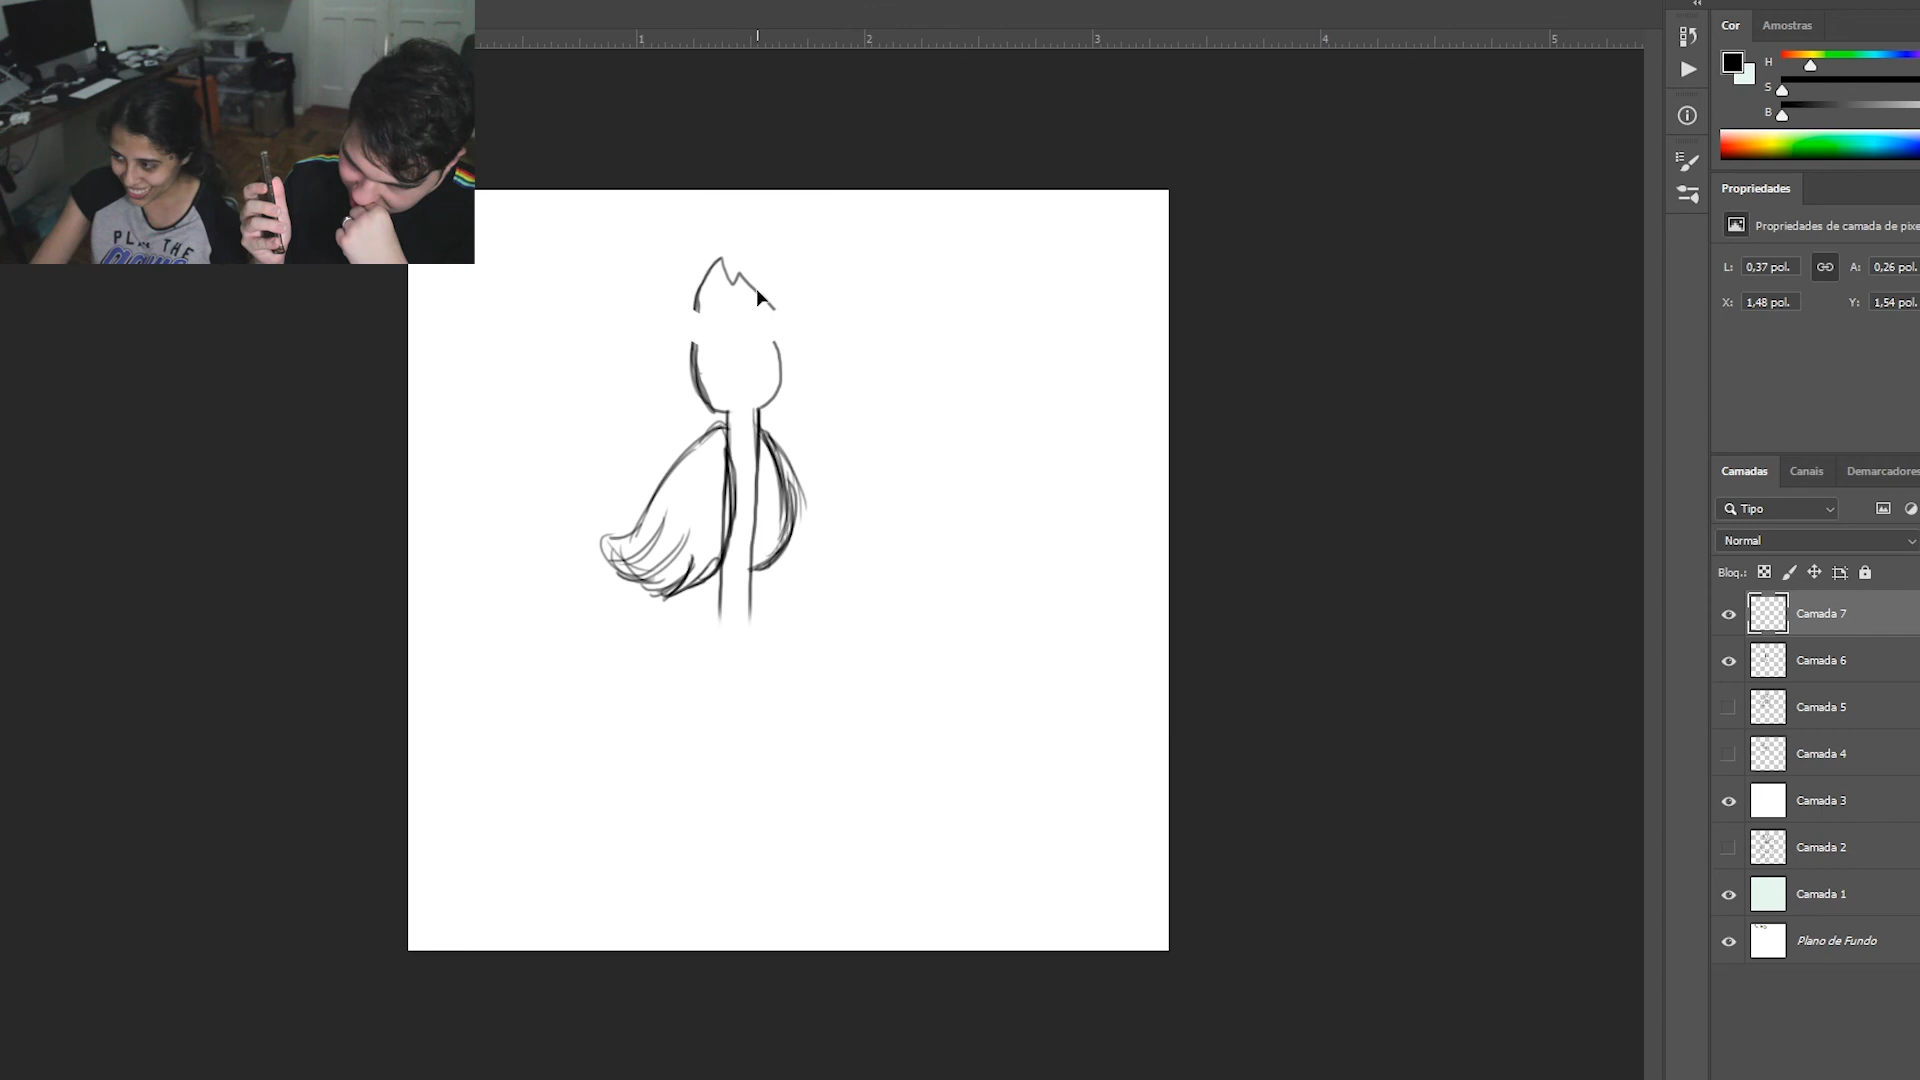 PLAY THE
1 2 3 4 5
Cor Amostras
H
S
B
Propriedades
Propriedades de camada de pixe
L: 0,37 pol. A: 0,26 pol.
X: 1,48 pol. Y: 1,54 pol.
Camadas Canais Demarcadores
Tipo
Normal
Bloq.:
Camada 7
Camada 6
Camada 5
Camada 4
Camada 3
Camada 2
Camada 1
Plano de Fundo